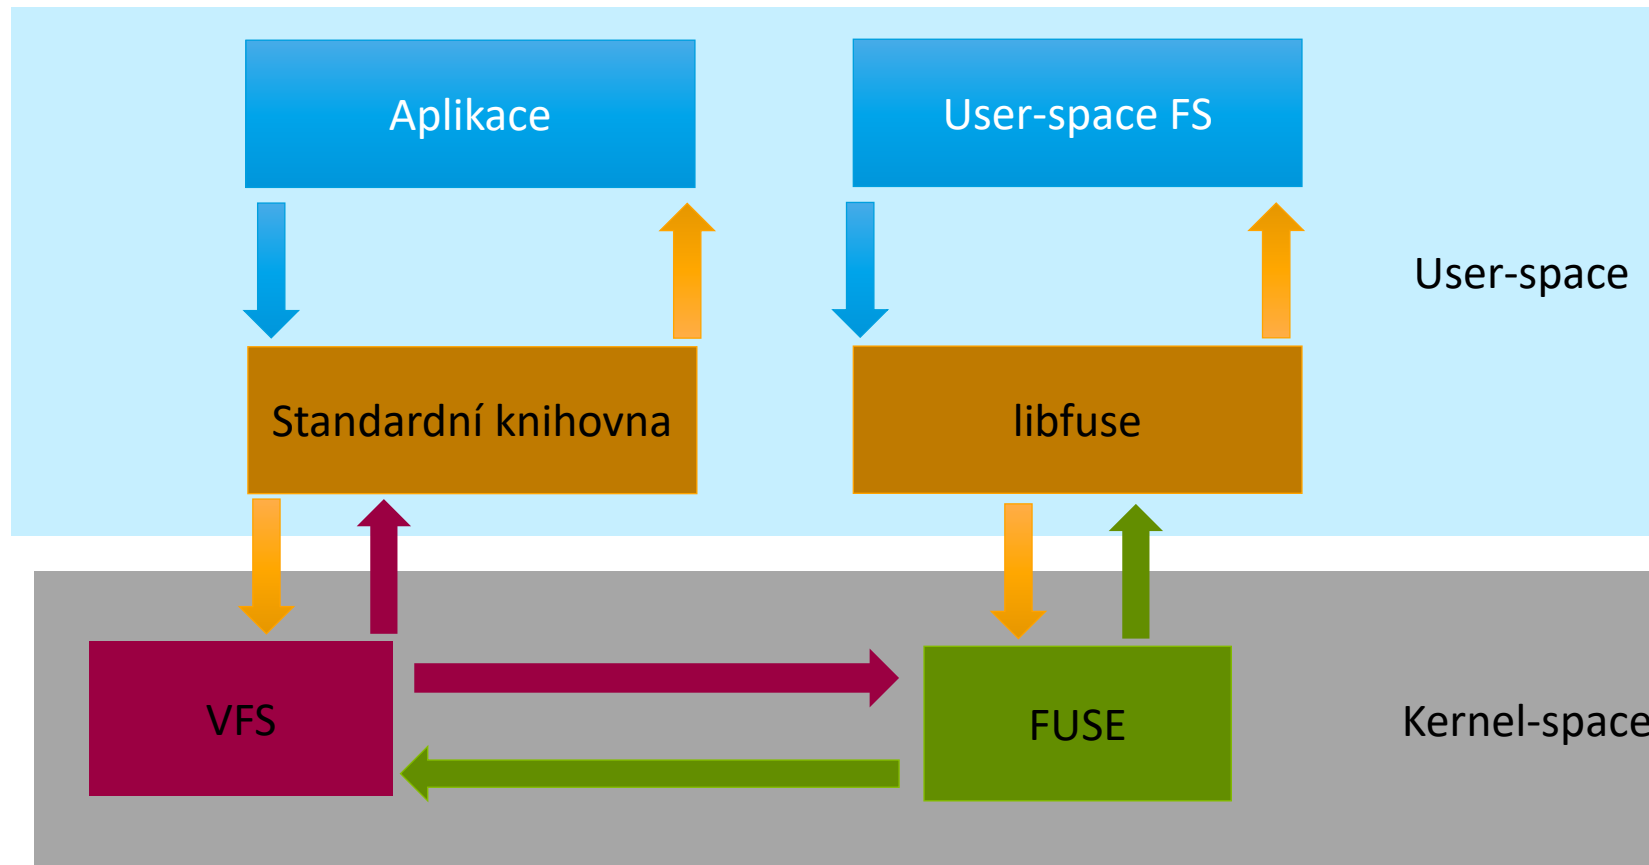 Aplikace
User-space FS
User-space
Standardní knihovna
libfuse
VFS
FUSE
Kernel-space